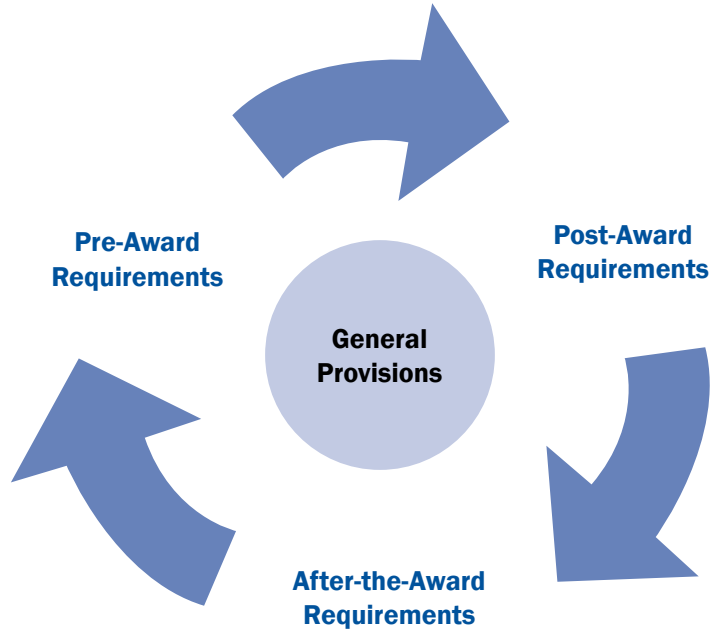 Pre-Award
Requirements
Post-Award
Requirements
General
Provisions
After-the-Award
Requirements